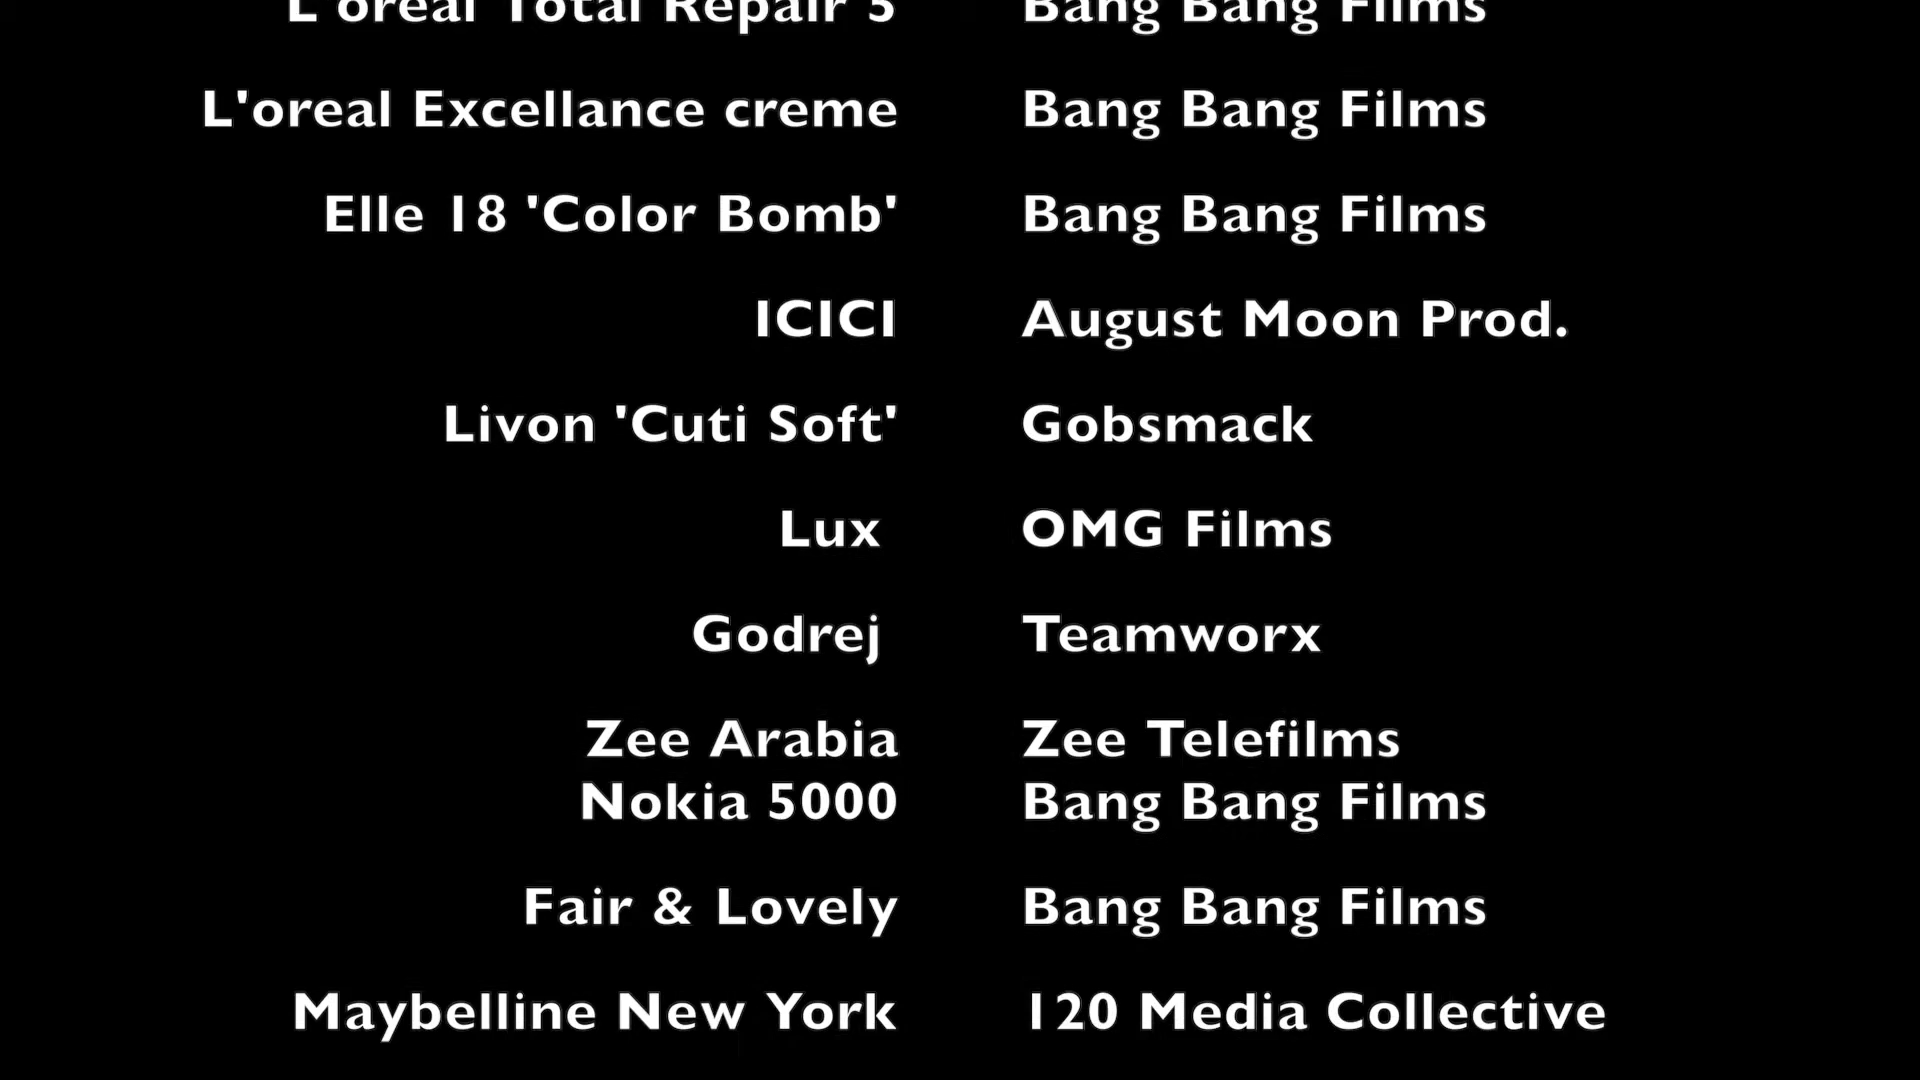 L'oreal Total Repair 5 Bang Bang Films
L'oreal Excellance creme Bang Bang Films
Elle 18 'Color Bomb' Bang Bang Films
ICICI August Moon Prod.
Livon 'Cuti Soft' Gobsmack
Lux OMG Films
Godrej Teamworx
Zee Arabia Zee Telefilms
Nokia 5000 Bang Bang Films
Fair & Lovely Bang Bang Films
Maybelline New York 120 Media Collective